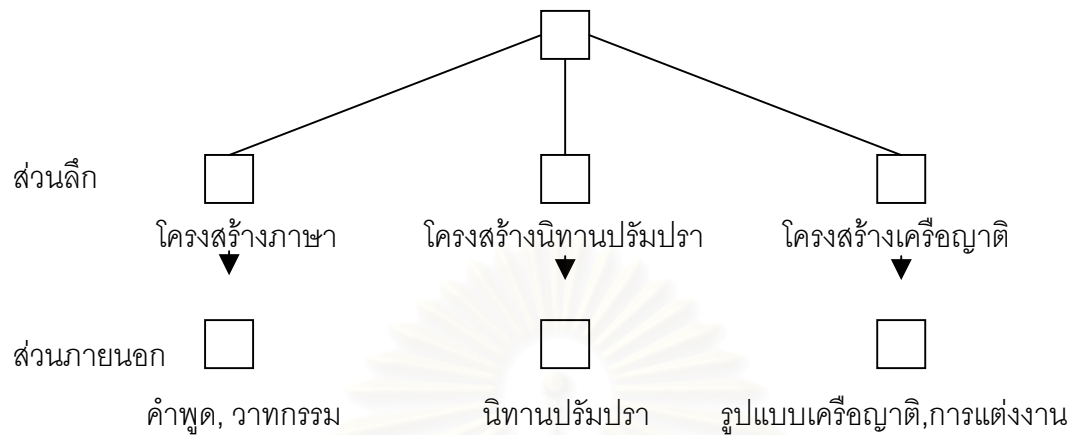 ส่วนลึก
โครงสร้างภาษา โครงสร้างนิทานปรัมปรา โครงสร้างเครือญาติ
ส่วนภายนอก
คำพูด, วาทกรรม นิทานปรัมปรา รูปแบบเครือญาติ,การแต่งงาน